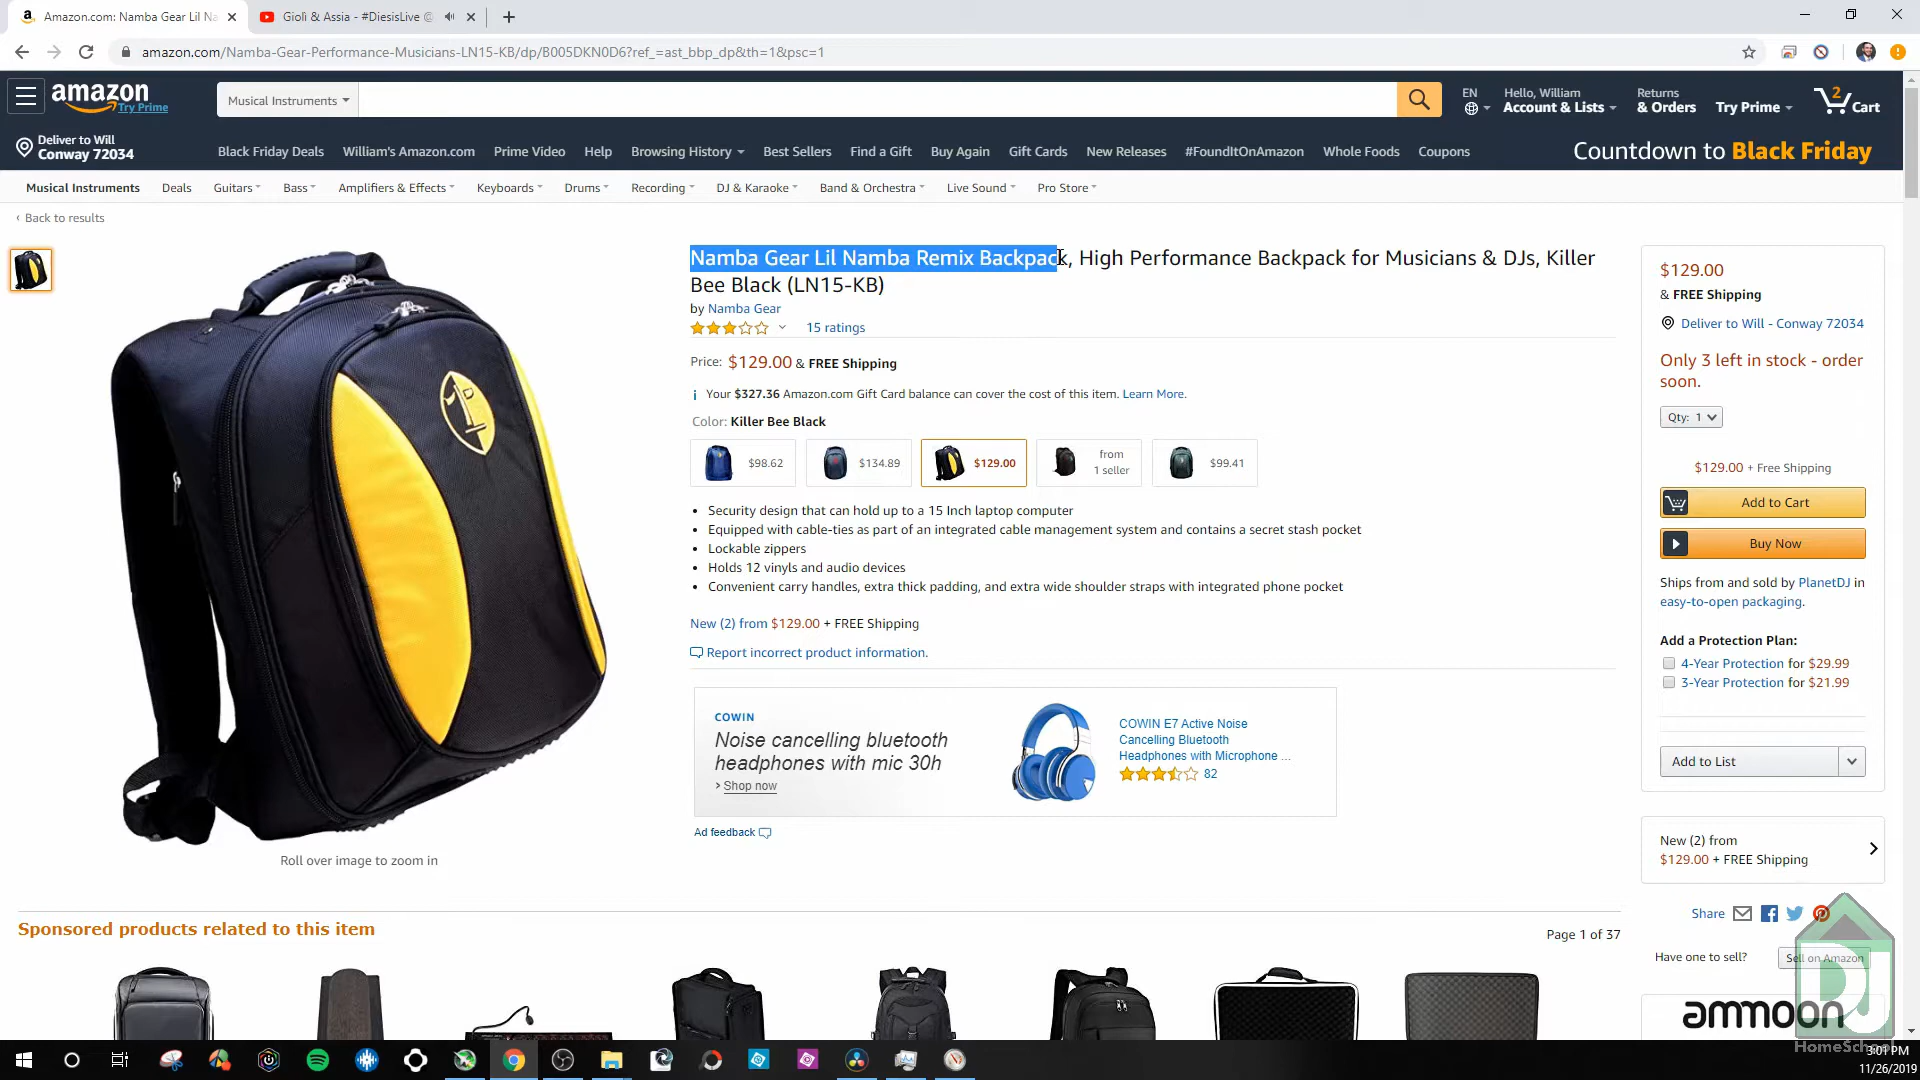 Amazon.com: Namba Gear Lil Na
Giolì & Assia - #DiesisLive @
amazon.com/Namba-Gear-Performance-Musicians-LN15-KB/dp/B005DKN0D6?ref_=ast_bbp_dp&th=1&psc=1
amazon
Try Prime
Musical Instruments
EN
Hello, William
Account & Lists
Returns
& Orders
Try Prime
2
Cart
Deliver to Will
Conway 72034
Black Friday Deals
William's Amazon.com
Prime Video
Help
Browsing History
Best Sellers
Find a Gift
Buy Again
Gift Cards
New Releases
#FoundItOnAmazon
Whole Foods
Coupons
Countdown to Black Friday
Musical Instruments
Deals
Guitars
Bass
Amplifiers & Effects
Keyboards
Drums
Recording
DJ & Karaoke
Band & Orchestra
Live Sound
Pro Store
‹ Back to results
Namba Gear Lil Namba Remix Backpack, High Performance Backpack for Musicians & DJs, Killer
Bee Black (LN15-KB)
by Namba Gear
15 ratings
Price: $129.00 & FREE Shipping
Your $327.36 Amazon.com Gift Card balance can cover the cost of this item. Learn More.
Color: Killer Bee Black
$98.62
$134.89
$129.00
from
1 seller
$99.41
• Security design that can hold up to a 15 Inch laptop computer
• Equipped with cable-ties as part of an integrated cable management system and contains a secret stash pocket
• Lockable zippers
• Holds 12 vinyls and audio devices
• Convenient carry handles, extra thick padding, and extra wide shoulder straps with integrated phone pocket
New (2) from $129.00 + FREE Shipping
Report incorrect product information.
COWIN
Noise cancelling bluetooth
headphones with mic 30h
› Shop now
COWIN E7 Active Noise
Cancelling Bluetooth
Headphones with Microphone ...
82
Ad feedback
Roll over image to zoom in
$129.00
& FREE Shipping
Deliver to Will - Conway 72034
Only 3 left in stock - order
soon.
Qty: 1
$129.00 + Free Shipping
Add to Cart
Buy Now
Ships from and sold by PlanetDJ in
easy-to-open packaging.
Add a Protection Plan:
4-Year Protection for $29.99
3-Year Protection for $21.99
Add to List
New (2) from
$129.00 + FREE Shipping
Share
Have one to sell?
Sell on Amazon
Sponsored products related to this item
Page 1 of 37
ammoon
DJ
HomeSchool
3:01 PM
11/26/2019